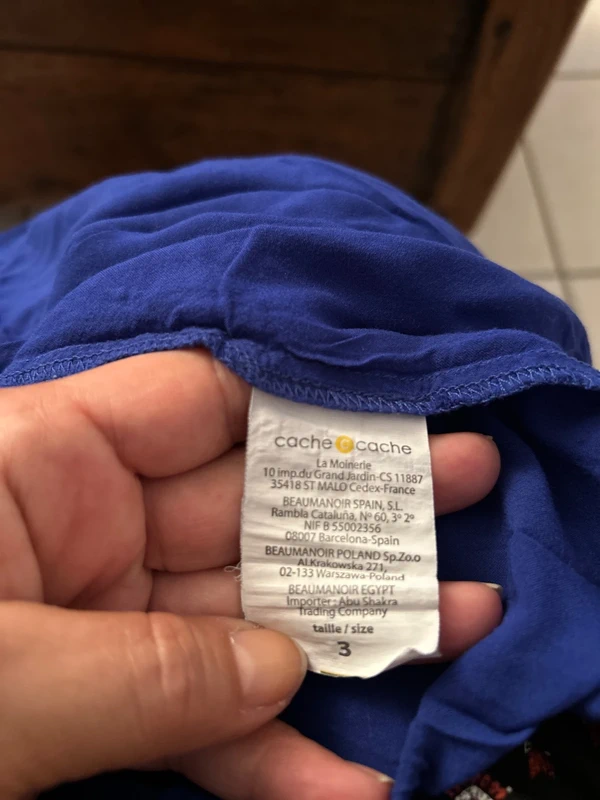 cache cache
La Moinerie
10 imp.du Grand Jardin-CS 11887
35418 ST MALO Cedex-France
BEAUMANOIR SPAIN, S.L.
Rambla Cataluña, Nº 60, 3º 2º
NIF B 55002356
08007 Barcelona-Spain
BEAUMANOIR POLAND Sp.Zo.o
Al.Krakowska 271,
02-133 Warszawa-Poland
BEAUMANOIR EGYPT
Importer : Abu Shakra
Trading Company
taille / size
3